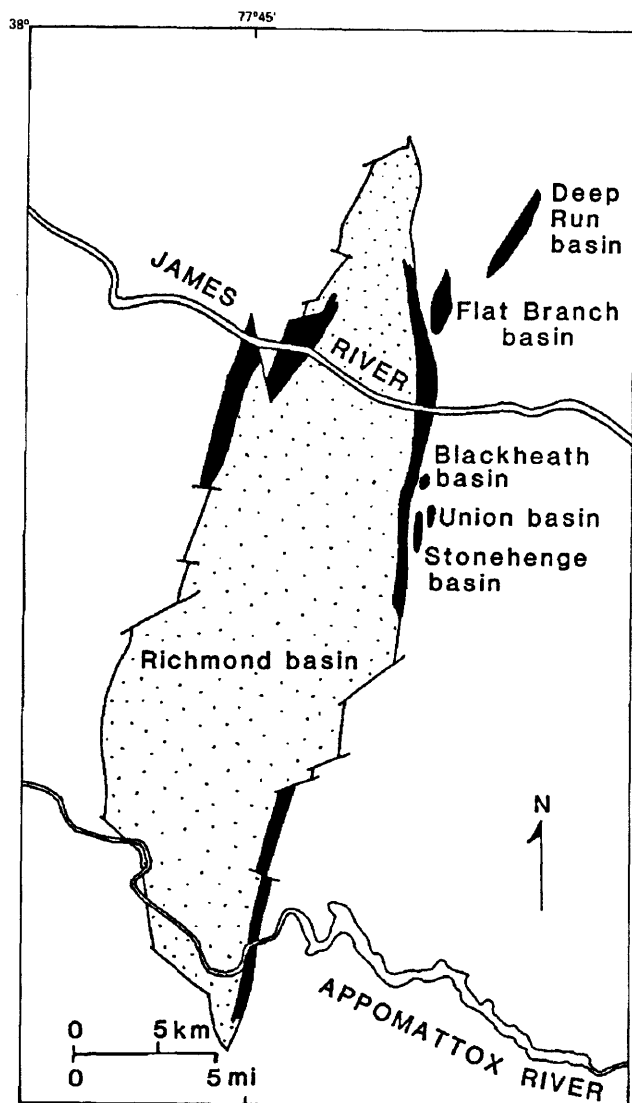 38°
77°45'
Deep
Run
basin
JAMES
RIVER
Flat Branch
basin
Blackheath
basin
Union basin
Stonehenge
basin
Richmond basin
N
APPOMATTOX RIVER
0 5 km
0 5 mi